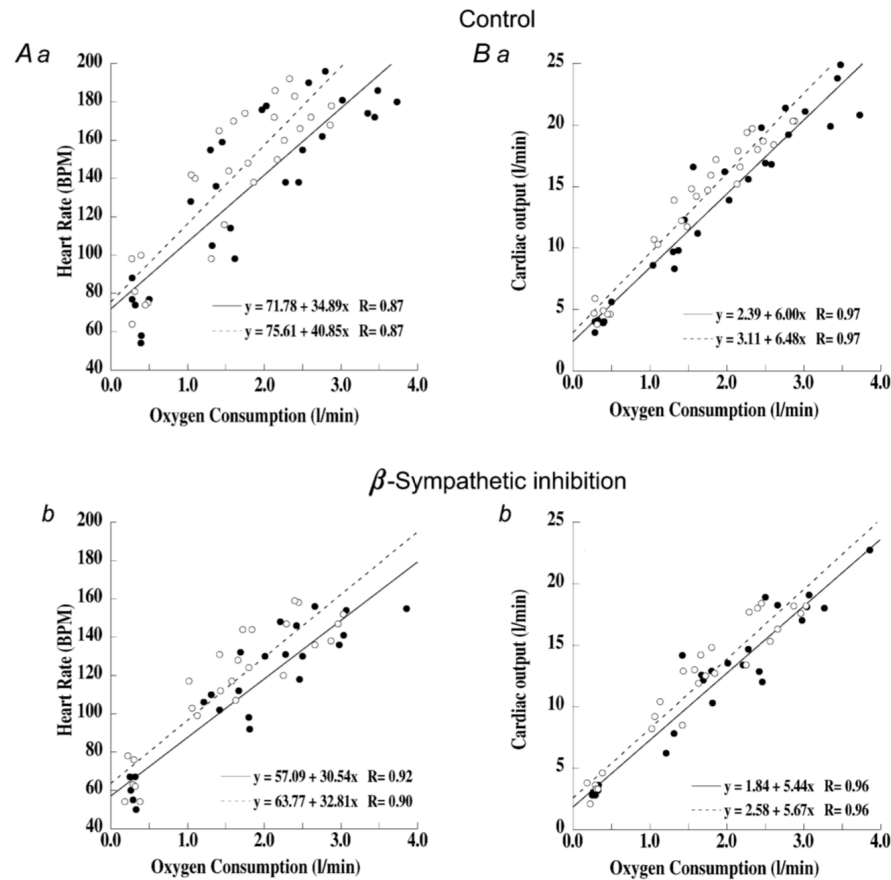 Control
A a
200
180
160
140
120
100
80
60
40
Heart Rate (BPM)
y = 71.78 + 34.89x R= 0.87
y = 75.61 + 40.85x R= 0.87
0.0 1.0 2.0 3.0 4.0
Oxygen Consumption (l/min)
B a
25
20
15
10
5
0
Cardiac output (l/min)
y = 2.39 + 6.00x R= 0.97
y = 3.11 + 6.48x R= 0.97
0.0 1.0 2.0 3.0 4.0
Oxygen Consumption (l/min)
β-Sympathetic inhibition
b
200
180
160
140
120
100
80
60
40
Heart Rate (BPM)
y = 57.09 + 30.54x R= 0.92
y = 63.77 + 32.81x R= 0.90
0.0 1.0 2.0 3.0 4.0
Oxygen Consumption (l/min)
b
25
20
15
10
5
0
Cardiac output (l/min)
y = 1.84 + 5.44x R= 0.96
y = 2.58 + 5.67x R= 0.96
0.0 1.0 2.0 3.0 4.0
Oxygen Consumption (l/min)